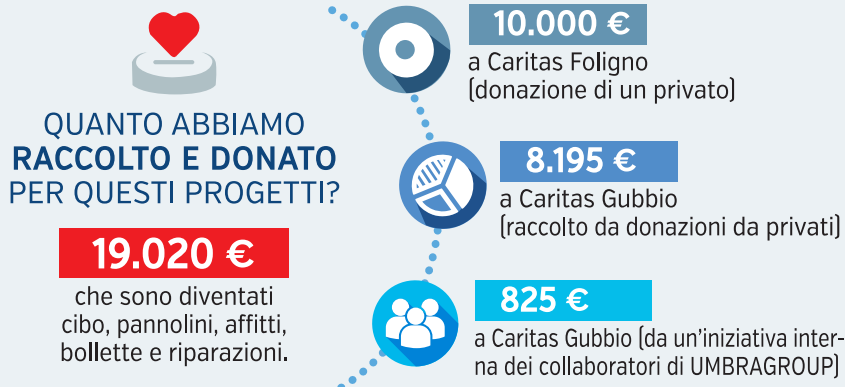 QUANTO ABBIAMO
RACCOLTO E DONATO
PER QUESTI PROGETTI?
19.020 €
che sono diventati
cibo, pannolini, affitti,
bollette e riparazioni.
10.000 €
a Caritas Foligno
(donazione di un privato)
8.195 €
a Caritas Gubbio
(raccolto da donazioni da privati)
825 €
a Caritas Gubbio (da un'iniziativa inter-
na dei collaboratori di UMBRAGROUP)